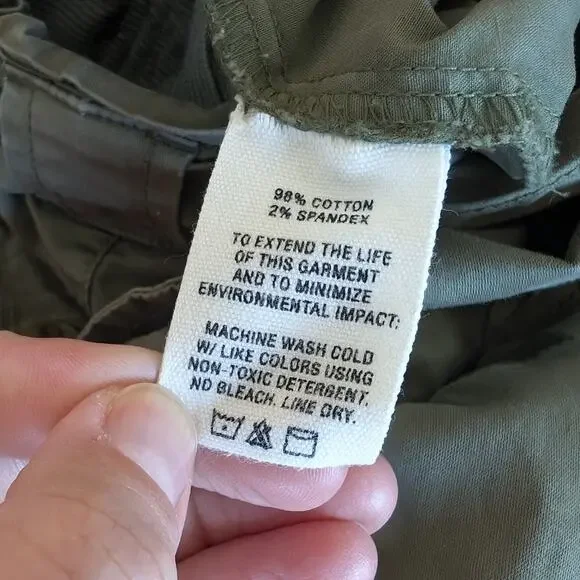 98% COTTON
2% SPANDEX
TO EXTEND THE LIFE
OF THIS GARMENT
AND TO MINIMIZE
ENVIRONMENTAL IMPACT:
MACHINE WASH COLD
W/ LIKE COLORS USING
NON-TOXIC DETERGENT.
NO BLEACH. LINE DRY.